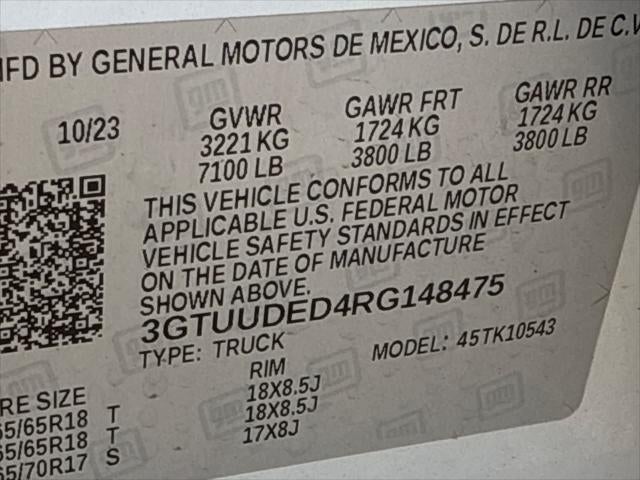 MFD BY GENERAL MOTORS DE MEXICO, S. DE R.L. DE C.V
10/23 GVWR GAWR FRT GAWR RR
3221 KG 1724 KG 1724 KG
7100 LB 3800 LB 3800 LB
THIS VEHICLE CONFORMS TO ALL
APPLICABLE U.S. FEDERAL MOTOR
VEHICLE SAFETY STANDARDS IN EFFECT
ON THE DATE OF MANUFACTURE
SHOWN ABOVE.
3GTUUDED4RG148475
TYPE: TRUCK MODEL: 45TK10543
RE SIZE RIM
65/65R18 T 18X8.5J
65/65R18 T 18X8.5J
65/70R17 S 17X8J